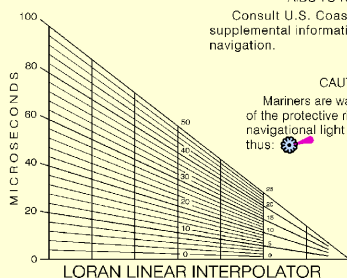 Consult U.S. Coas
supplemental informati
navigation.
CAUT
Mariners are wa
of the protective ri
navigational light
thus:
MICROSECONDS
100
80
60
40
20
0
50
40
30
20
10
0
25
20
15
10
5
0
LORAN LINEAR INTERPOLATOR